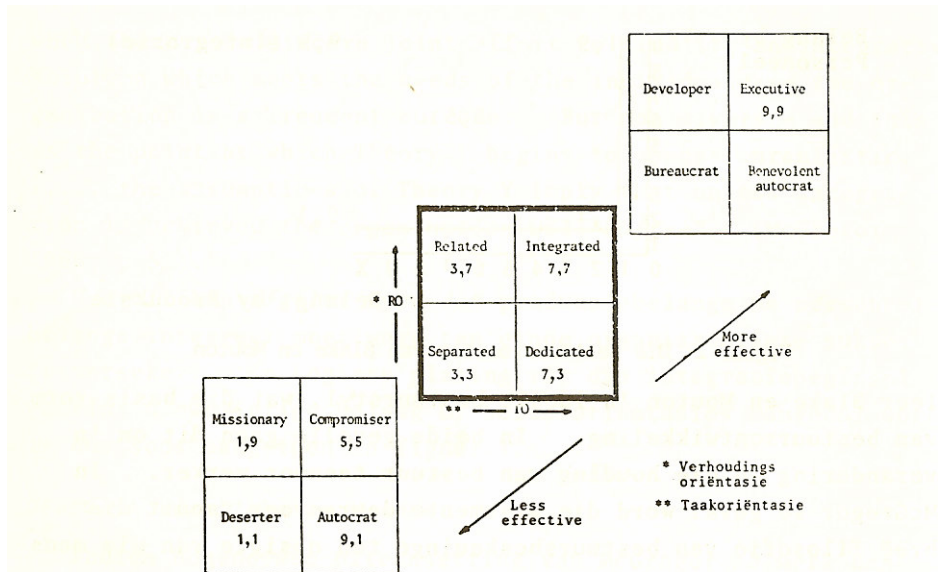 Developer Executive
9,9
Bureaucrat Benevolent
autocrat
Related Integrated
3,7 7,7
* RO
Separated Dedicated
3,3 7,3
** TO
More
effective
Missionary Compromiser
1,9 5,5
Deserter Autocrat
1,1 9,1
Less
effective
* Verhoudings
oriëntasie
** Taakoriëntasie